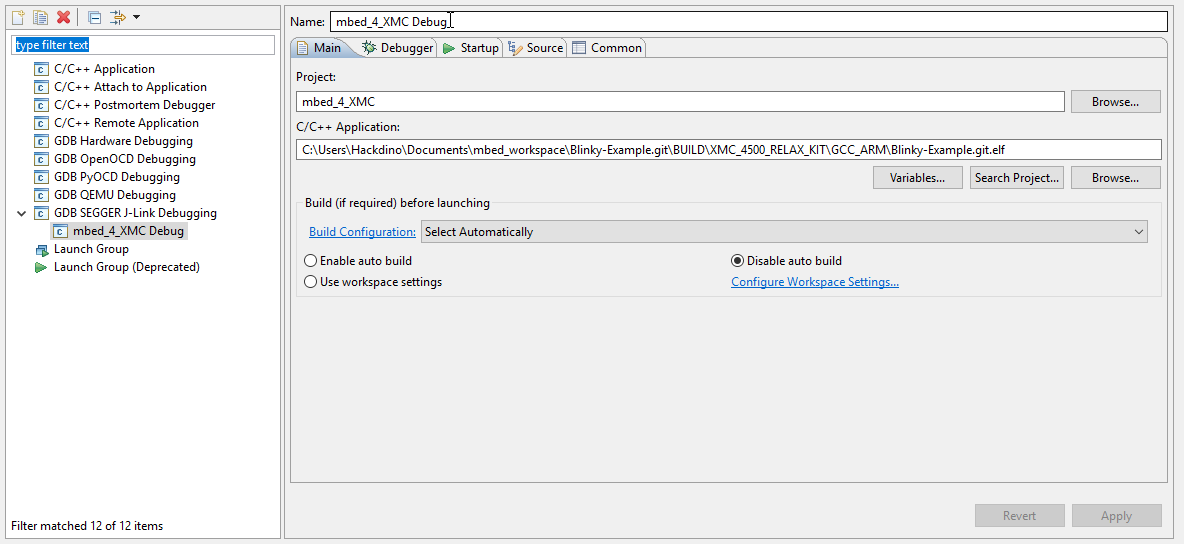 type filter text
C/C++ Application
C/C++ Attach to Application
C/C++ Postmortem Debugger
C/C++ Remote Application
GDB Hardware Debugging
GDB OpenOCD Debugging
GDB PyOCD Debugging
GDB QEMU Debugging
GDB SEGGER J-Link Debugging
mbed_4_XMC Debug
Launch Group
Launch Group (Deprecated)
Filter matched 12 of 12 items
Name: mbed_4_XMC Debug
Main Debugger Startup Source Common
Project:
mbed_4_XMC Browse...
C/C++ Application:
C:\Users\Hackdino\Documents\mbed_workspace\Blinky-Example.git\BUILD\XMC_4500_RELAX_KIT\GCC_ARM\Blinky-Example.git.elf
Variables... Search Project... Browse...
Build (if required) before launching
Build Configuration: Select Automatically
Enable auto build Disable auto build
Use workspace settings Configure Workspace Settings...
Revert Apply